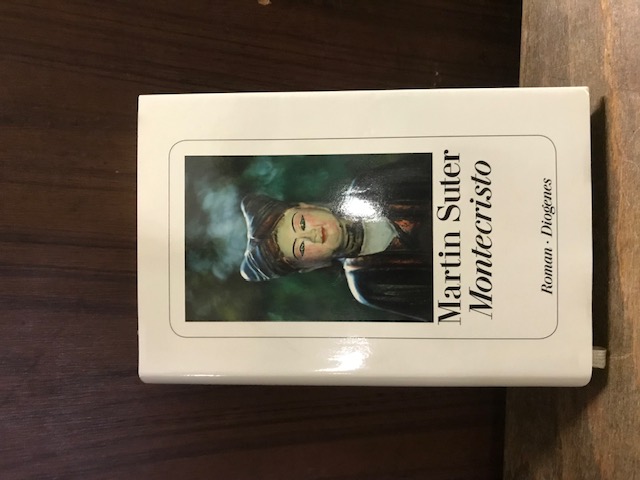 Martin Suter
Montecristo
Roman · Diogenes